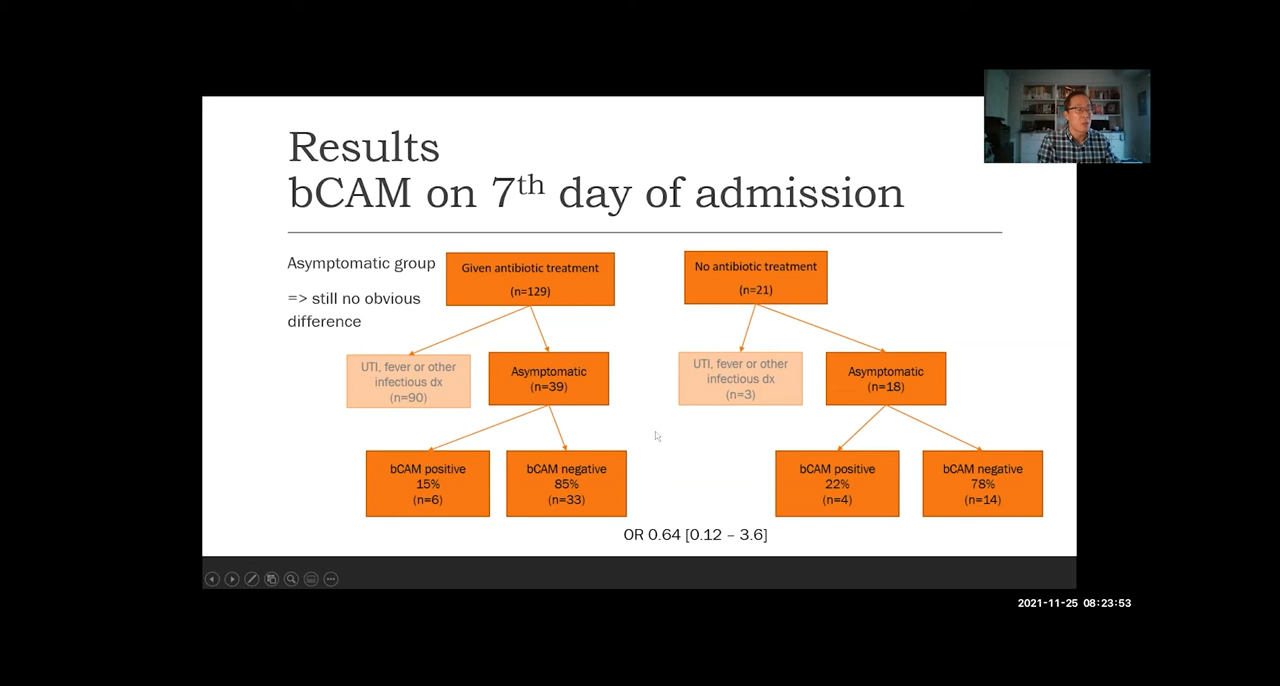 Results
bCAM on 7th day of admission
Asymptomatic group
=> still no obvious
difference
Given antibiotic treatment
(n=129)
No antibiotic treatment
(n=21)
UTI, fever or other
infectious dx
(n=90)
Asymptomatic
(n=39)
UTI, fever or other
infectious dx
(n=3)
Asymptomatic
(n=18)
bCAM positive
15%
(n=6)
bCAM negative
85%
(n=33)
bCAM positive
22%
(n=4)
bCAM negative
78%
(n=14)
OR 0.64 [0.12 – 3.6]
2021-11-25 08:23:53